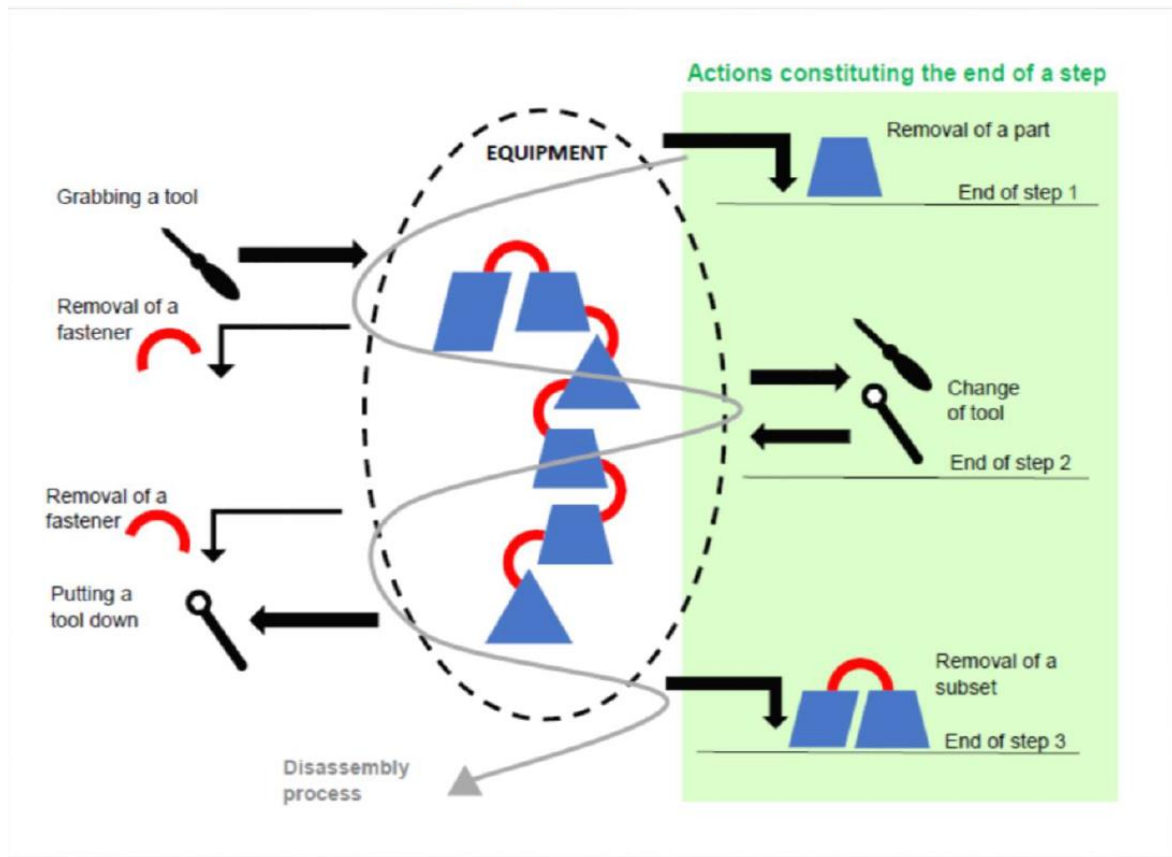 Actions constituting the end of a step
EQUIPMENT
Removal of a part
End of step 1
Grabbing a tool
Removal of a
fastener
Change
of tool
End of step 2
Removal of a
fastener
Putting a
tool down
Removal of a
subset
End of step 3
Disassembly
process